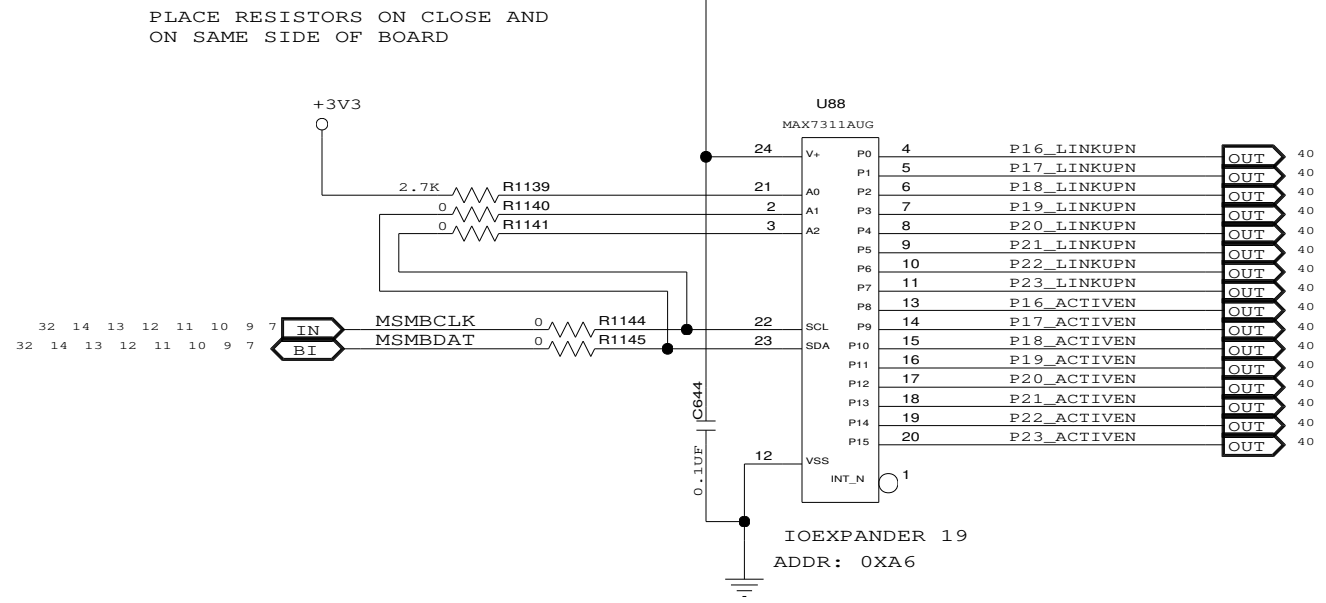 PLACE RESISTORS ON CLOSE AND
ON SAME SIDE OF BOARD
+3V3
U88
MAX7311AUG
24 V+ P0 4 P16_LINKUPN OUT 40
P1 5 P17_LINKUPN OUT 40
2.7K R1139 21 A0 P2 6 P18_LINKUPN OUT 40
0 R1140 2 A1 P3 7 P19_LINKUPN OUT 40
0 R1141 3 A2 P4 8 P20_LINKUPN OUT 40
P5 9 P21_LINKUPN OUT 40
P6 10 P22_LINKUPN OUT 40
P7 11 P23_LINKUPN OUT 40
P8 13 P16_ACTIVEN OUT 40
32 14 13 12 11 10 9 7 IN MSMBCLK 0 R1144 22 SCL P9 14 P17_ACTIVEN OUT 40
32 14 13 12 11 10 9 7 BI MSMBDAT 0 R1145 23 SDA P10 15 P18_ACTIVEN OUT 40
P11 16 P19_ACTIVEN OUT 40
P12 17 P20_ACTIVEN OUT 40
P13 18 P21_ACTIVEN OUT 40
P14 19 P22_ACTIVEN OUT 40
P15 20 P23_ACTIVEN OUT 40
C644
0.1UF
12 VSS
INT_N 1
IOEXPANDER 19
ADDR: 0XA6